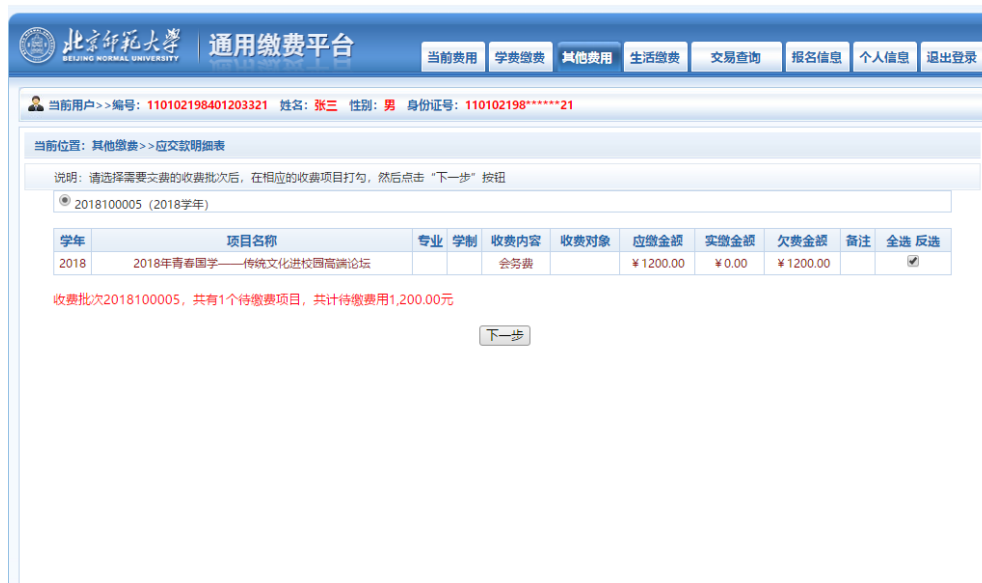 北京师范大学 通用缴费平台
BEIJING NORMAL UNIVERSITY
当前费用 学费缴费 其他费用 生活缴费 交易查询 报名信息 个人信息 退出登录
当前用户>>编号：110102198401203321 姓名：张三 性别：男 身份证号：110102198******21
当前位置：其他缴费>>应交款明细表
说明：请选择需要交费的收费批次后，在相应的收费项目打勾，然后点击“下一步”按钮
2018100005（2018学年）
学年 项目名称 专业 学制 收费内容 收费对象 应缴金额 实缴金额 欠费金额 备注 全选 反选
2018 2018年青春国学——传统文化进校园高端论坛 会务费 ￥1200.00 ￥0.00 ￥1200.00
收费批次2018100005，共有1个待缴费项目，共计待缴费用1,200.00元
下一步